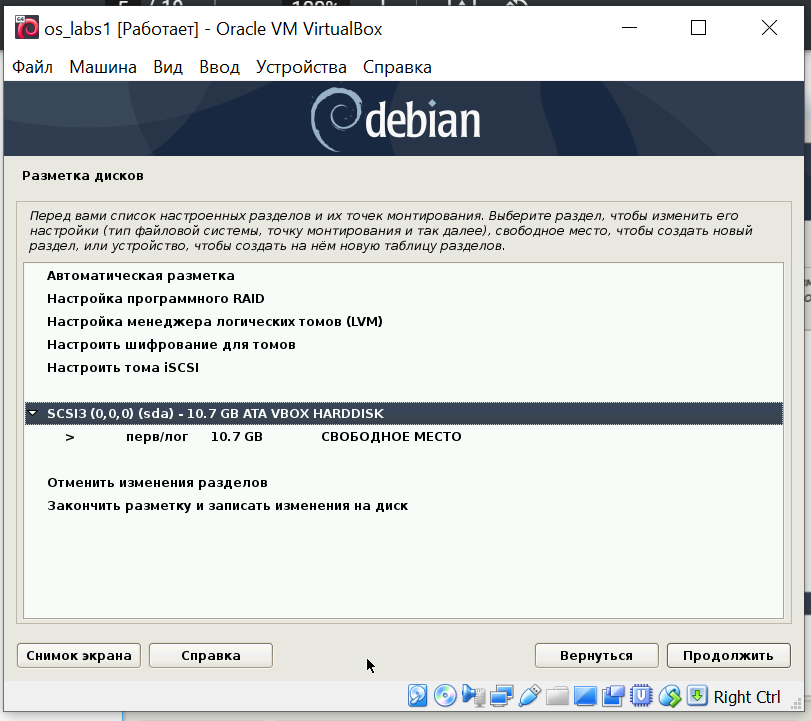 os_labs1 [Работает] - Oracle VM VirtualBox
Файл Машина Вид Ввод Устройства Справка
debian
Разметка дисков
Перед вами список настроенных разделов и их точек монтирования. Выберите раздел, чтобы изменить его
настройки (тип файловой системы, точку монтирования и так далее), свободное место, чтобы создать новый
раздел, или устройство, чтобы создать на нём новую таблицу разделов.
Автоматическая разметка
Настройка программного RAID
Настройка менеджера логических томов (LVM)
Настроить шифрование для томов
Настроить тома iSCSI
SCSI3 (0,0,0) (sda) - 10.7 GB ATA VBOX HARDDISK
> перв/лог 10.7 GB СВОБОДНОЕ МЕСТО
Отменить изменения разделов
Закончить разметку и записать изменения на диск
Снимок экрана Справка Вернуться Продолжить
Right Ctrl